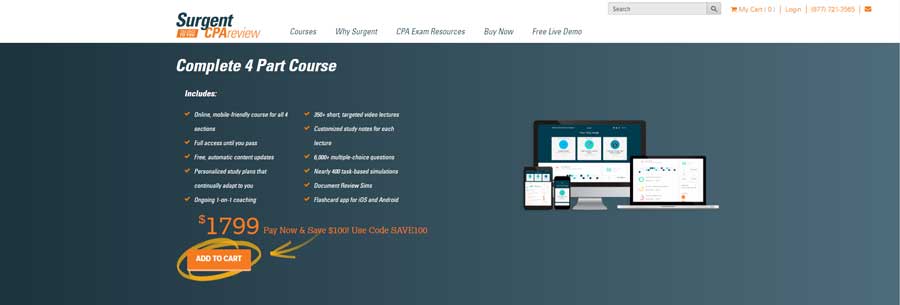 Search
My Cart ( 0 ) | Login | (877) 721-3565 |
Surgent
CPAreview
Courses Why Surgent CPA Exam Resources Buy Now Free Live Demo
Complete 4 Part Course
Includes:
Online, mobile-friendly course for all 4
sections
Full access until you pass
Free, automatic content updates
Personalized study plans that
continually adapt to you
Ongoing 1-on-1 coaching
350+ short, targeted video lectures
Customized study notes for each
lecture
6,000+ multiple-choice questions
Nearly 400 task-based simulations
Document Review Sims
Flashcard app for iOS and Android
$1799 Pay Now & Save $100! Use Code SAVE100
ADD TO CART